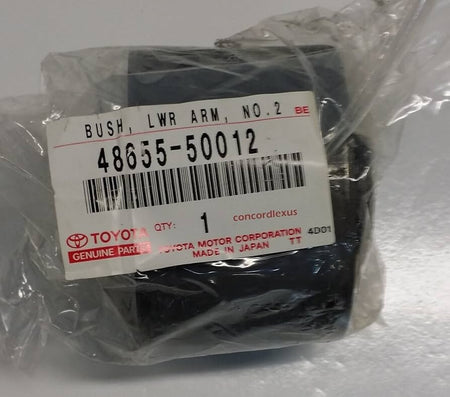 BUSH, LWR ARM, NO.2 BE
48655-50012
TOYOTA QTY: 1 concordlexus
GENUINE PARTS TOYOTA MOTOR CORPORATION 4D01
MADE IN JAPAN TT